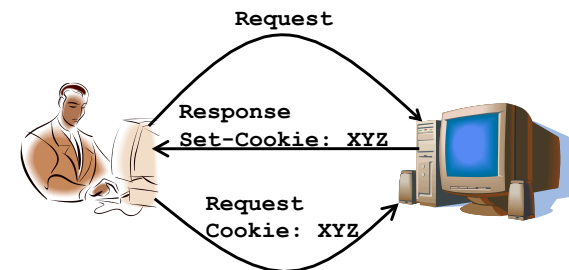 Request
Response
Set-Cookie: XYZ
Request
Cookie: XYZ